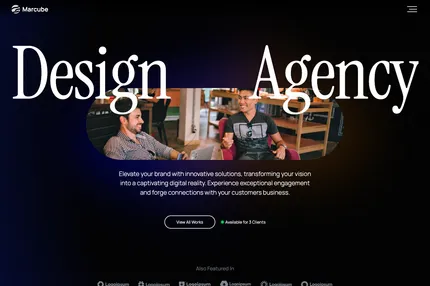 Marcube
Design Agency
Elevate your brand with innovative solutions, transforming your vision
into a captivating digital reality. Experience exceptional engagement
and forge connections with your customers business.
View All Works
Available for 3 Clients
Also Featured In
Logoipsum Logoipsum Logoipsum Logoipsum Logoipsum Logoipsum